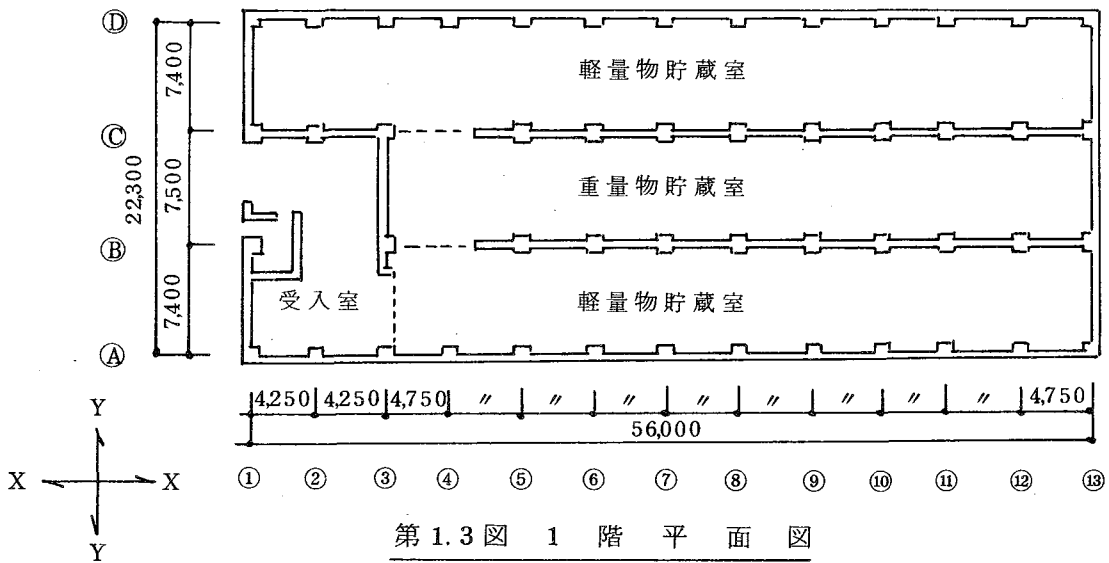 Ⓓ
Ⓒ
Ⓑ
Ⓐ
7,400
7,500
7,400
22,300
軽量物貯蔵室
重量物貯蔵室
軽量物貯蔵室
受入室
4,250 4,250 4,750 〃 〃 〃 〃 〃 〃 〃 〃 4,750
56,000
① ② ③ ④ ⑤ ⑥ ⑦ ⑧ ⑨ ⑩ ⑪ ⑫ ⑬
Y
X X
Y
第1.3図 1階平面図